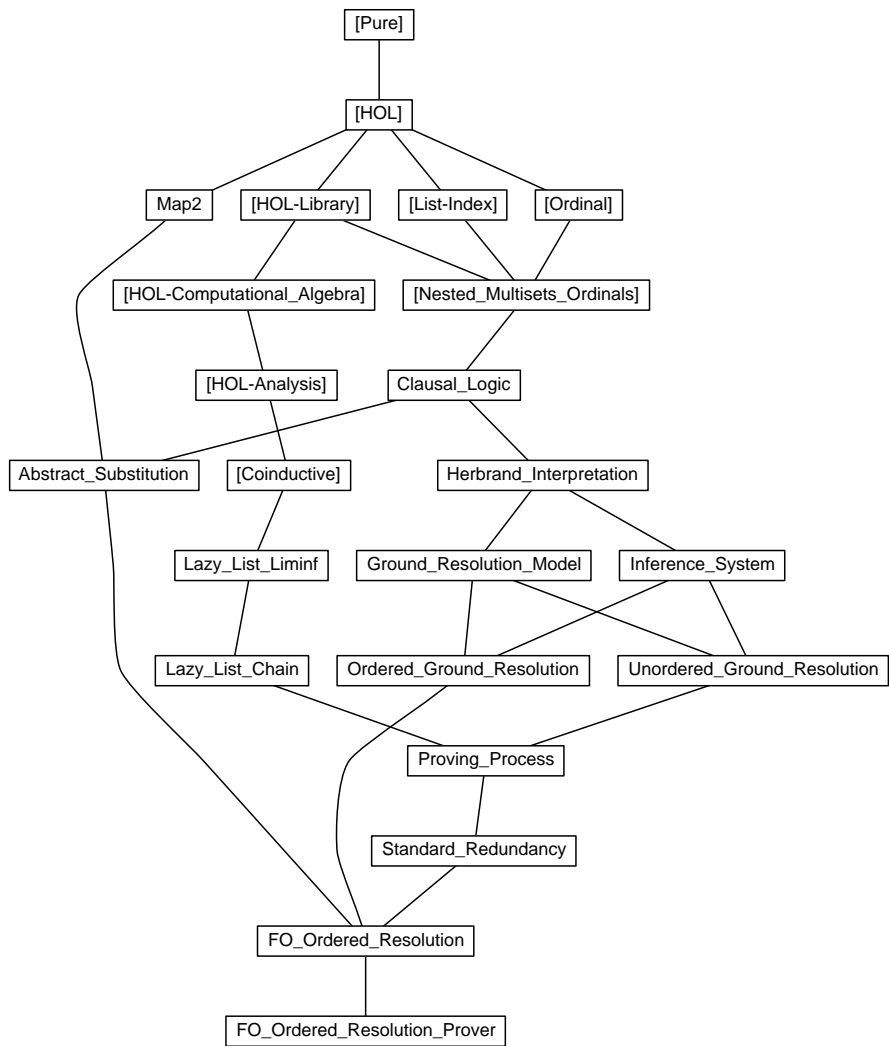 [Pure]
[HOL]
Map2
[HOL-Library]
[List-Index]
[Ordinal]
[HOL-Computational_Algebra]
[Nested_Multisets_Ordinals]
[HOL-Analysis]
Clausal_Logic
Abstract_Substitution
[Coinductive]
Herbrand_Interpretation
Lazy_List_Liminf
Ground_Resolution_Model
Inference_System
Lazy_List_Chain
Ordered_Ground_Resolution
Unordered_Ground_Resolution
Proving_Process
Standard_Redundancy
FO_Ordered_Resolution
FO_Ordered_Resolution_Prover